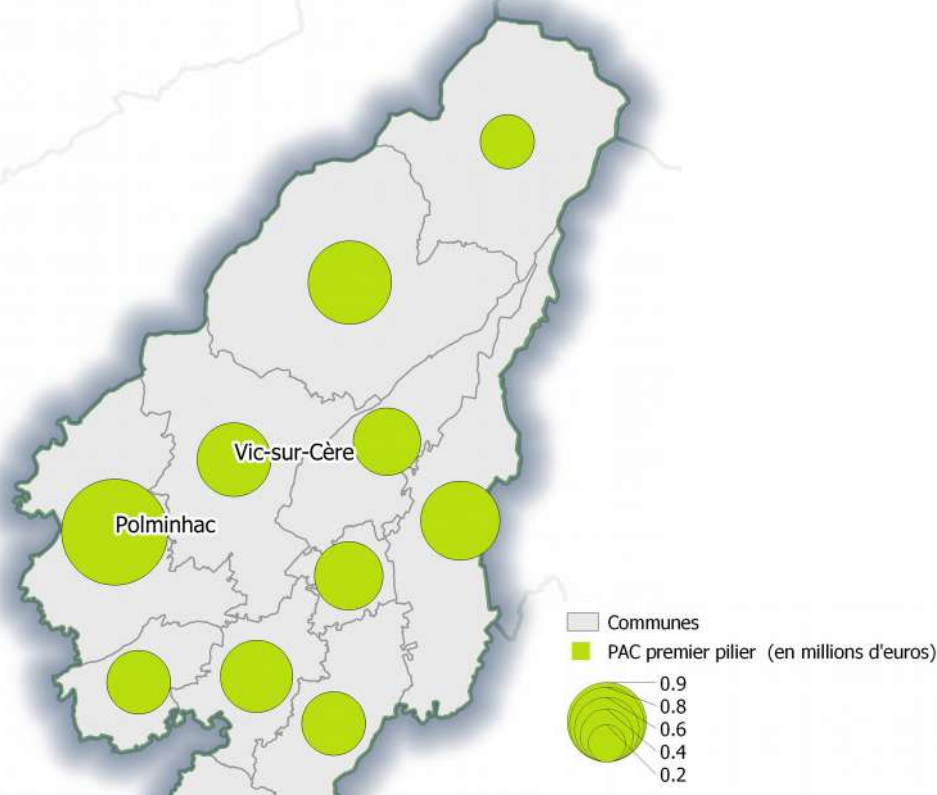 Vic-sur-Cère
Polminhac
Communes
PAC premier pilier (en millions d'euros)
0.9
0.8
0.6
0.4
0.2